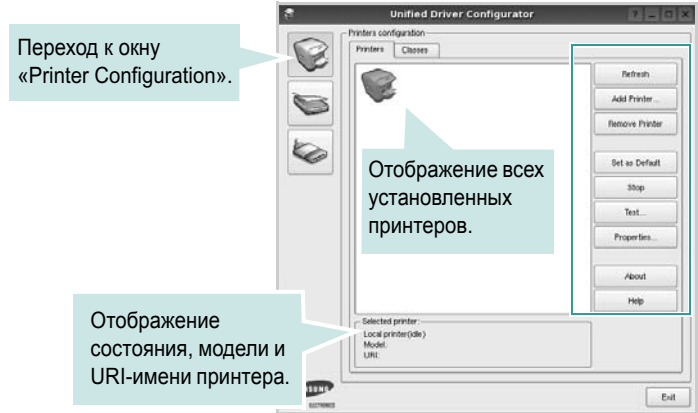 Unified Driver Configurator
Переход к окну
«Printer Configuration».
Printers configuration
Printers
Classes
Refresh
Add Printer...
Remove Printer
Set as Default
Stop
Test...
Properties...
About
Help
Отображение всех
установленных
принтеров.
Отображение
состояния, модели и
URI-имени принтера.
Selected printer:
Local printer(idle)
Model:
URI:
ELECTRONICS
Exit